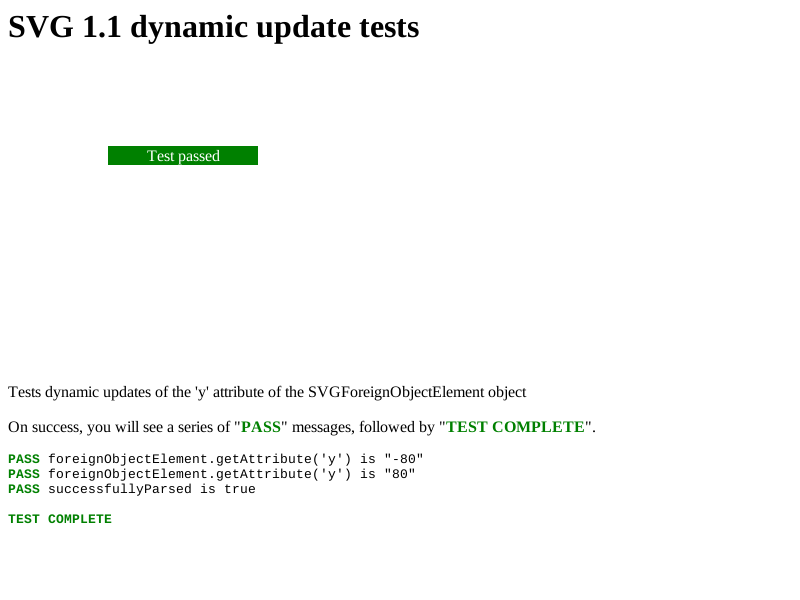 SVG 1.1 dynamic update tests
Test passed
Tests dynamic updates of the 'y' attribute of the SVGForeignObjectElement object
On success, you will see a series of "PASS" messages, followed by "TEST COMPLETE".
PASS foreignObjectElement.getAttribute('y') is "-80"
PASS foreignObjectElement.getAttribute('y') is "80"
PASS successfullyParsed is true
TEST COMPLETE